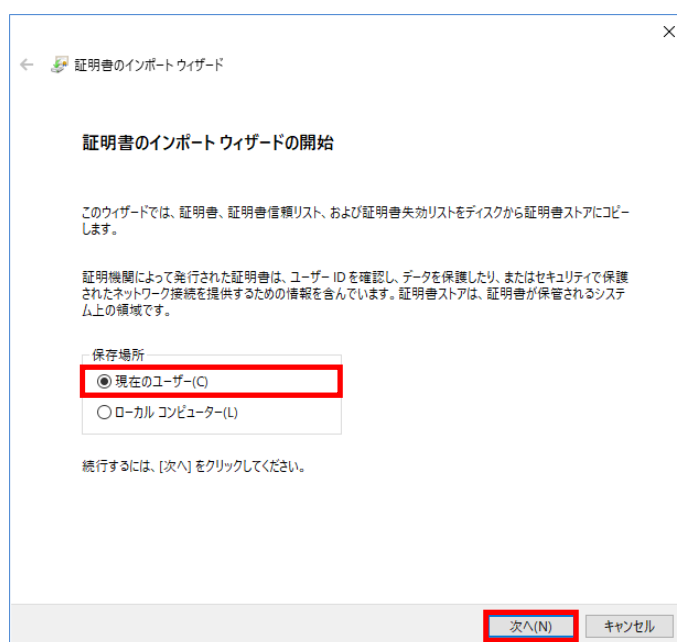 証明書のインポート ウィザード
証明書のインポート ウィザードの開始
このウィザードでは、証明書、証明書信頼リスト、および証明書失効リストをディスクから証明書ストアにコピー
します。
証明機関によって発行された証明書は、ユーザー ID を確認し、データを保護したり、またはセキュリティで保護
されたネットワーク接続を提供するための情報を含んでいます。証明書ストアは、証明書が保管されるシステ
ム上の領域です。
保存場所
現在のユーザー(C)
ローカル コンピューター(L)
続行するには、[次へ] をクリックしてください。
次へ(N)
キャンセル